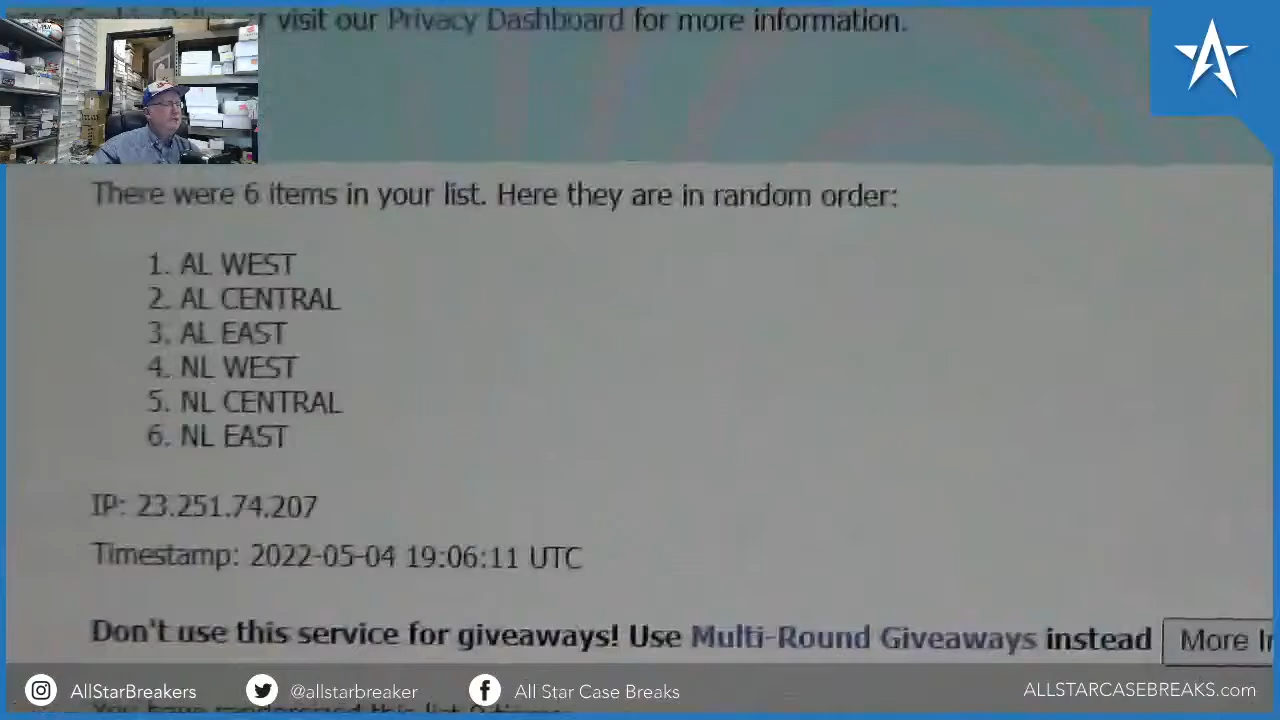 visit our Privacy Dashboard for more information.
There were 6 items in your list. Here they are in random order:
1. AL WEST
2. AL CENTRAL
3. AL EAST
4. NL WEST
5. NL CENTRAL
6. NL EAST
IP: 23.251.74.207
Timestamp: 2022-05-04 19:06:11 UTC
Don't use this service for giveaways! Use Multi-Round Giveaways instead More In
AllStarBreakers @allstarbreaker All Star Case Breaks ALLSTARCASEBREAKS.com